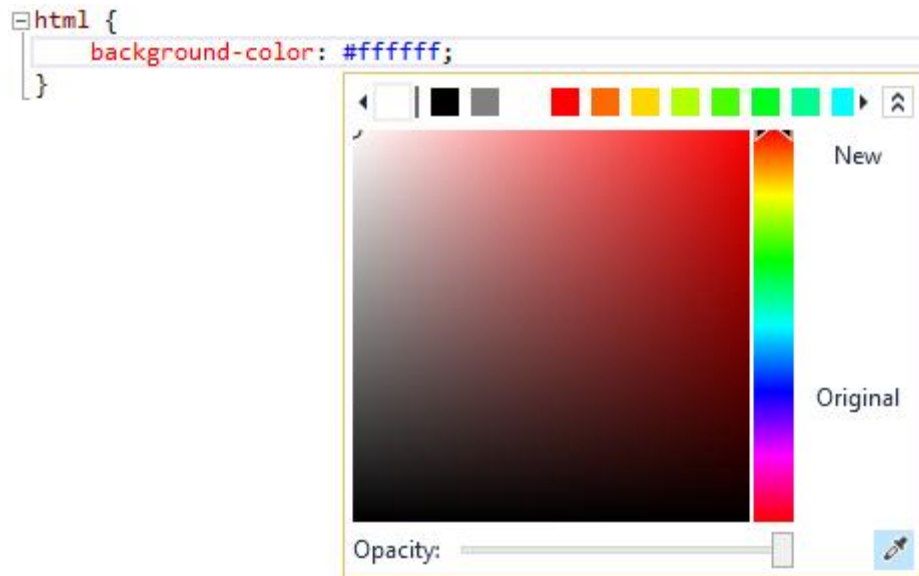 html {
background-color: #ffffff;
}
New
Original
Opacity: